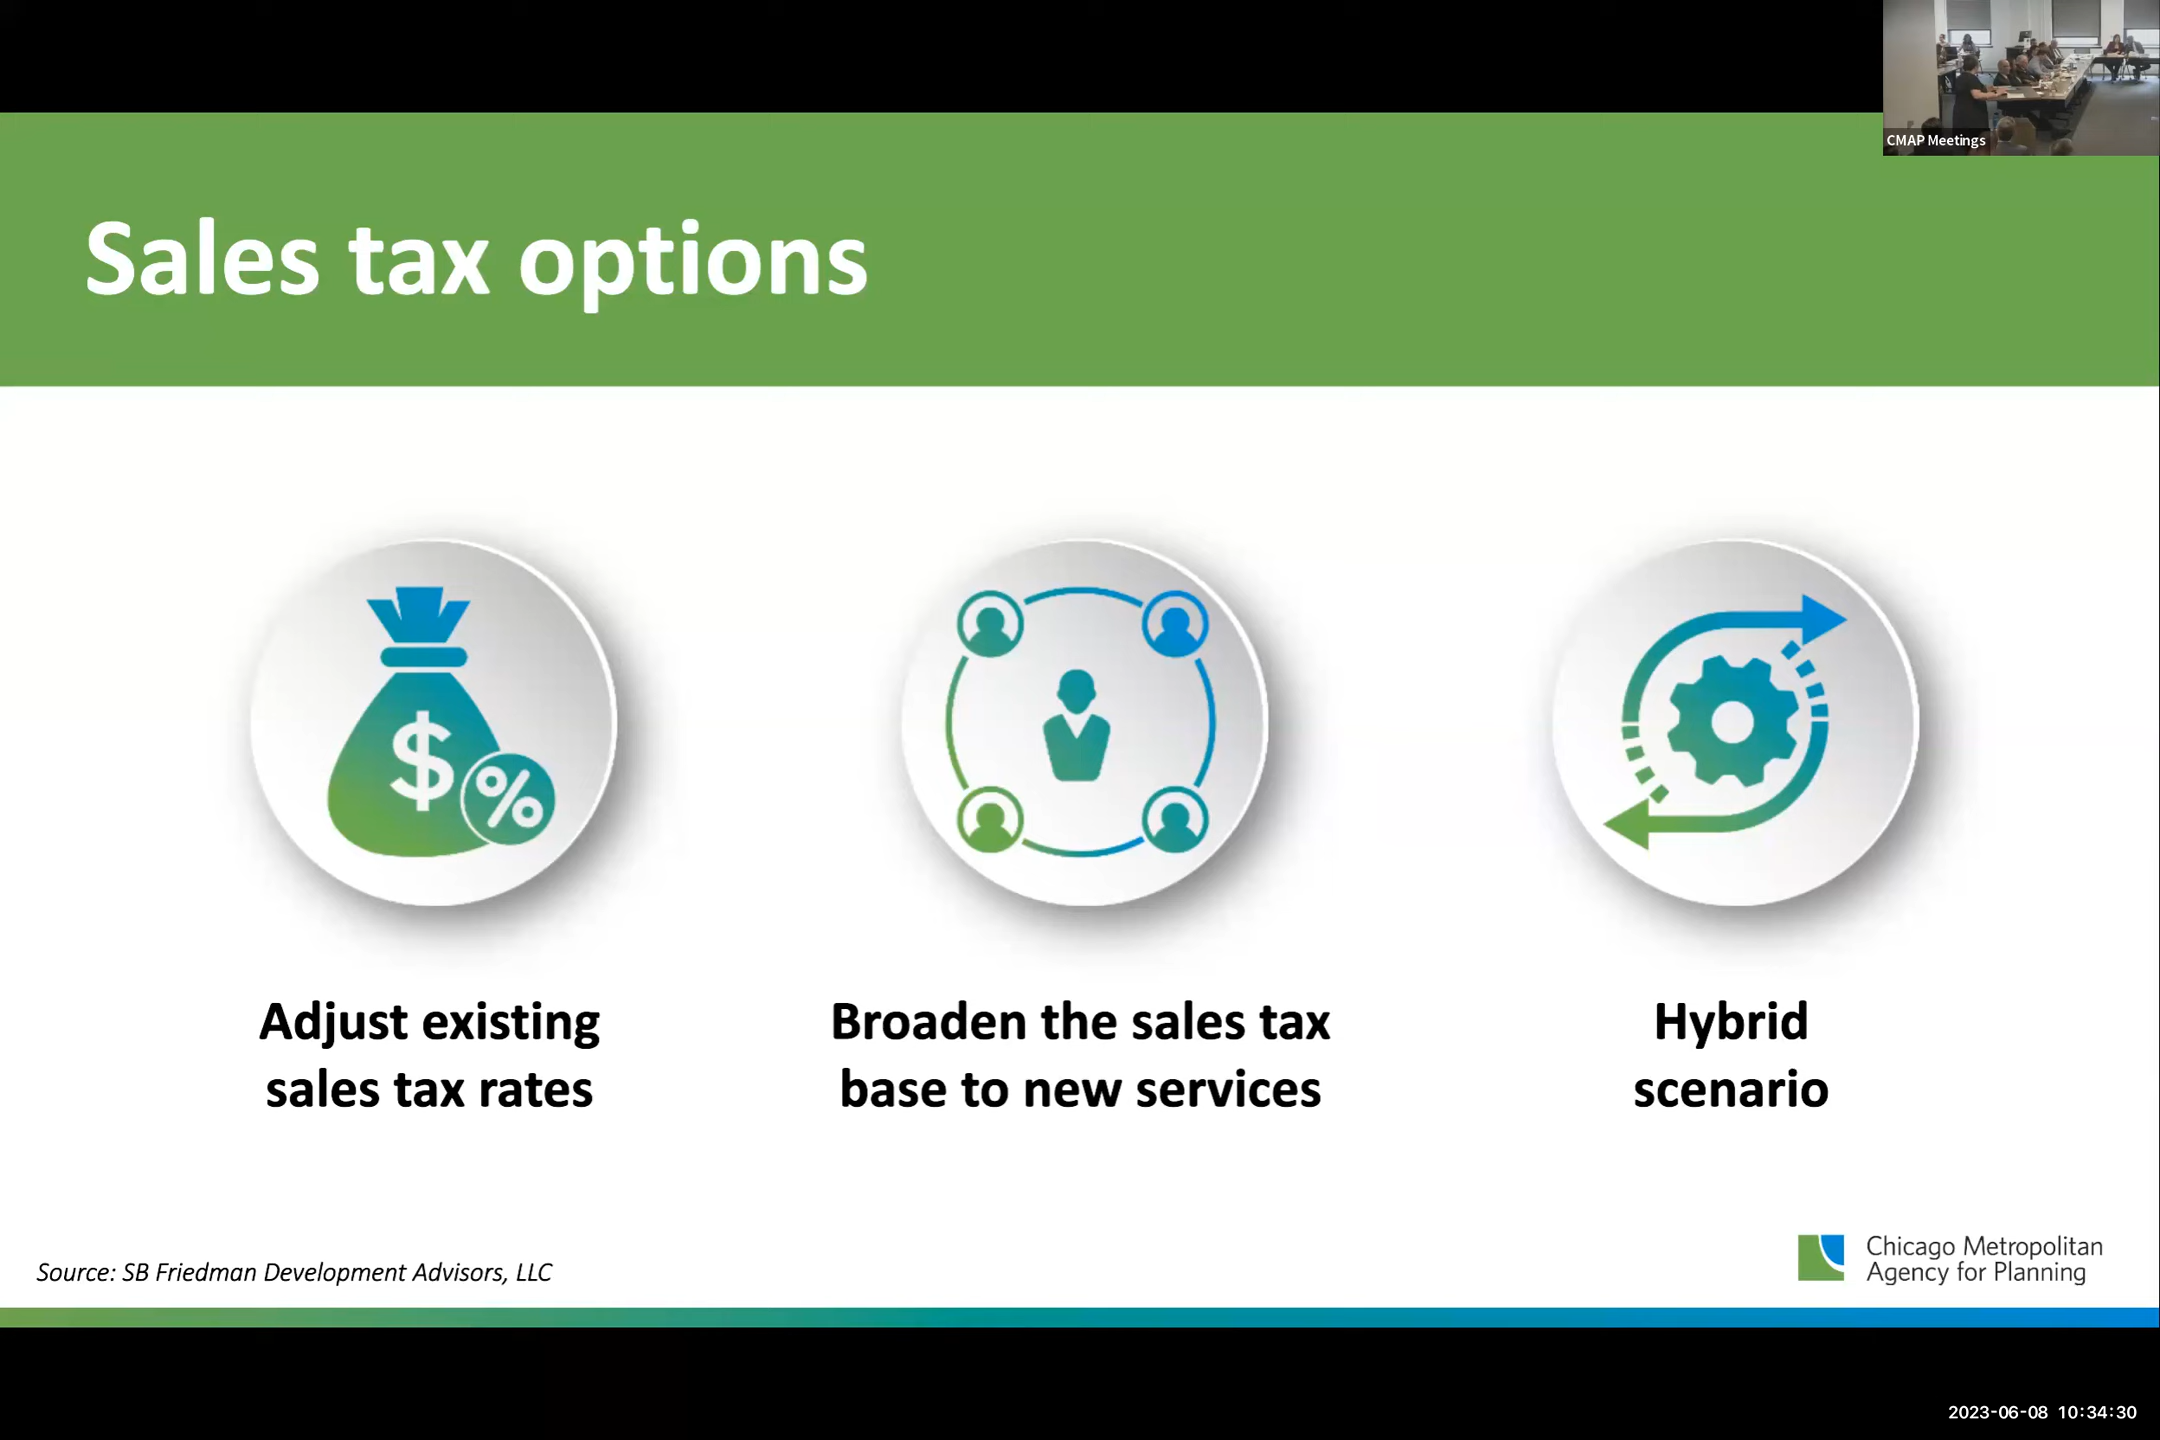 CMAP Meetings
Sales tax options
$
%
Adjust existing
sales tax rates
Broaden the sales tax
base to new services
Hybrid
scenario
Source: SB Friedman Development Advisors, LLC
Chicago Metropolitan
Agency for Planning
2023-06-08 10:34:30